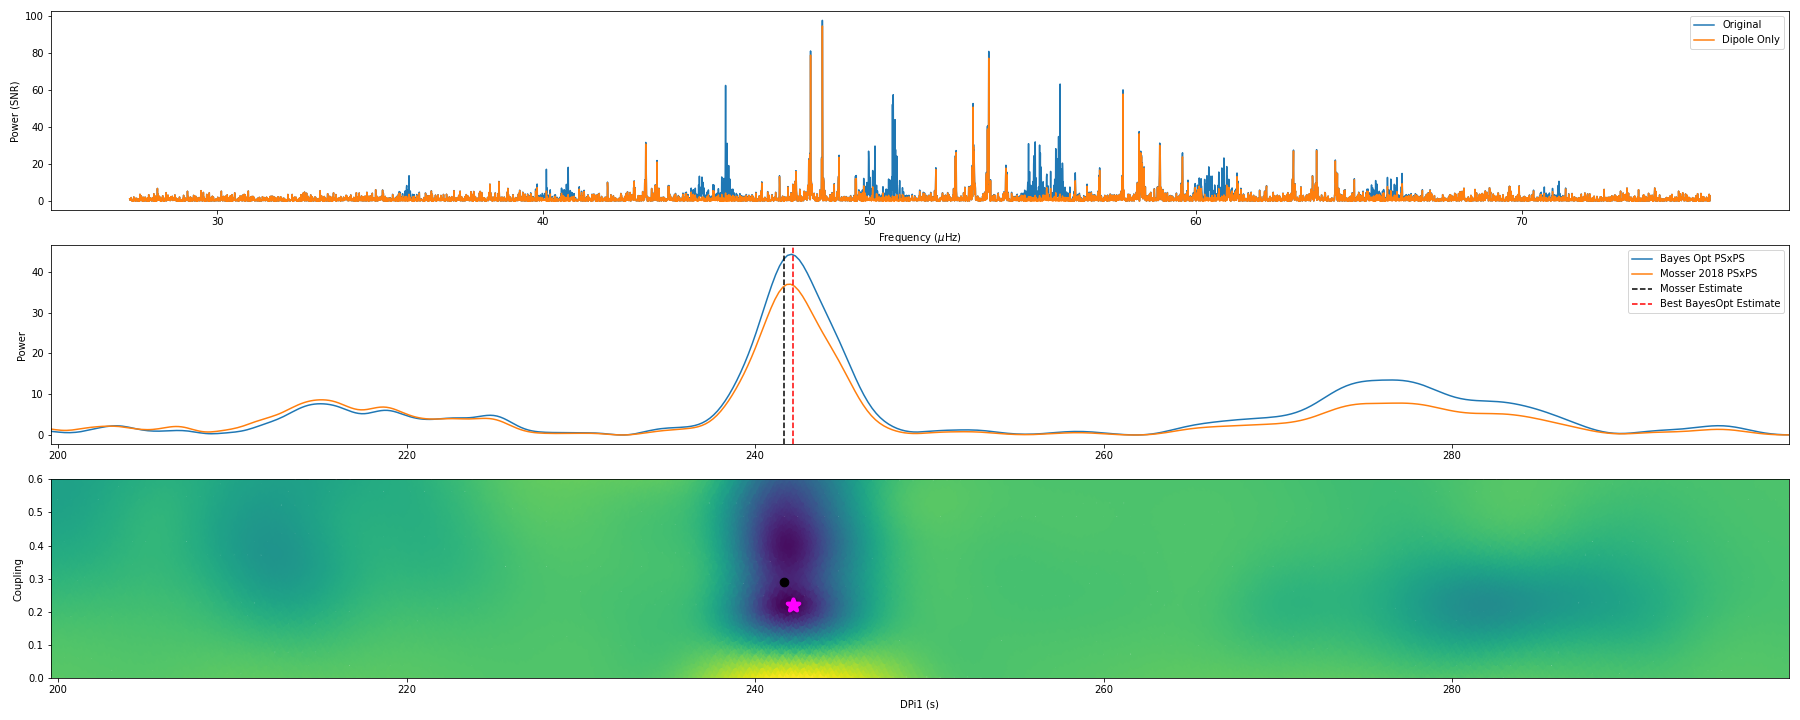 100
80
60
40
20
0
Power (SNR)
Original
Dipole Only
30 40 50 60 70
Frequency (μHz)
40
30
20
10
0
Power
Bayes Opt PSxPS
Mosser 2018 PSxPS
Mosser Estimate
Best BayesOpt Estimate
200 220 240 260 280
0.6
0.5
0.4
0.3
0.2
0.1
0.0
Coupling
200 220 240 260 280
DPi1 (s)